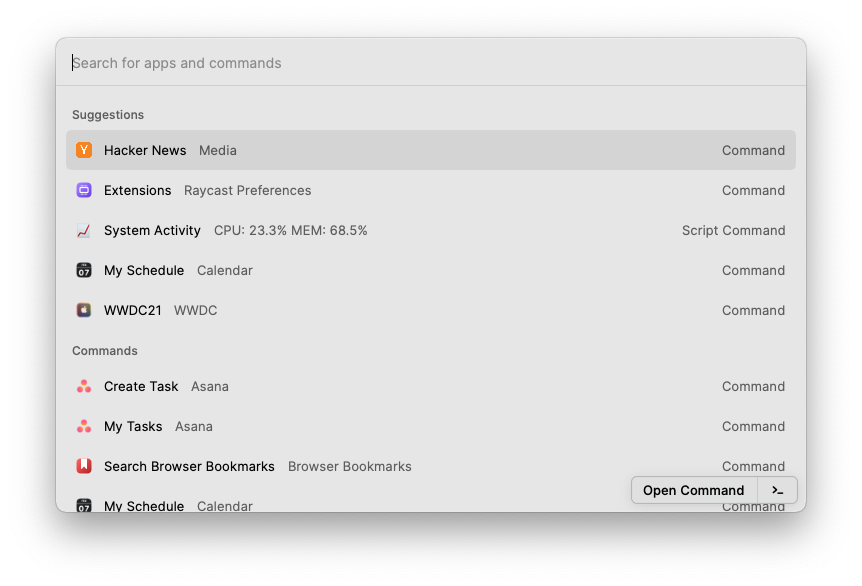 Search for apps and commands
Suggestions
Hacker News Media Command
Extensions Raycast Preferences Command
System Activity CPU: 23.3% MEM: 68.5% Script Command
07 My Schedule Calendar Command
WWDC21 WWDC Command
Commands
Create Task Asana Command
My Tasks Asana Command
Search Browser Bookmarks Browser Bookmarks Command
Open Command >_
07 My Schedule Calendar Command